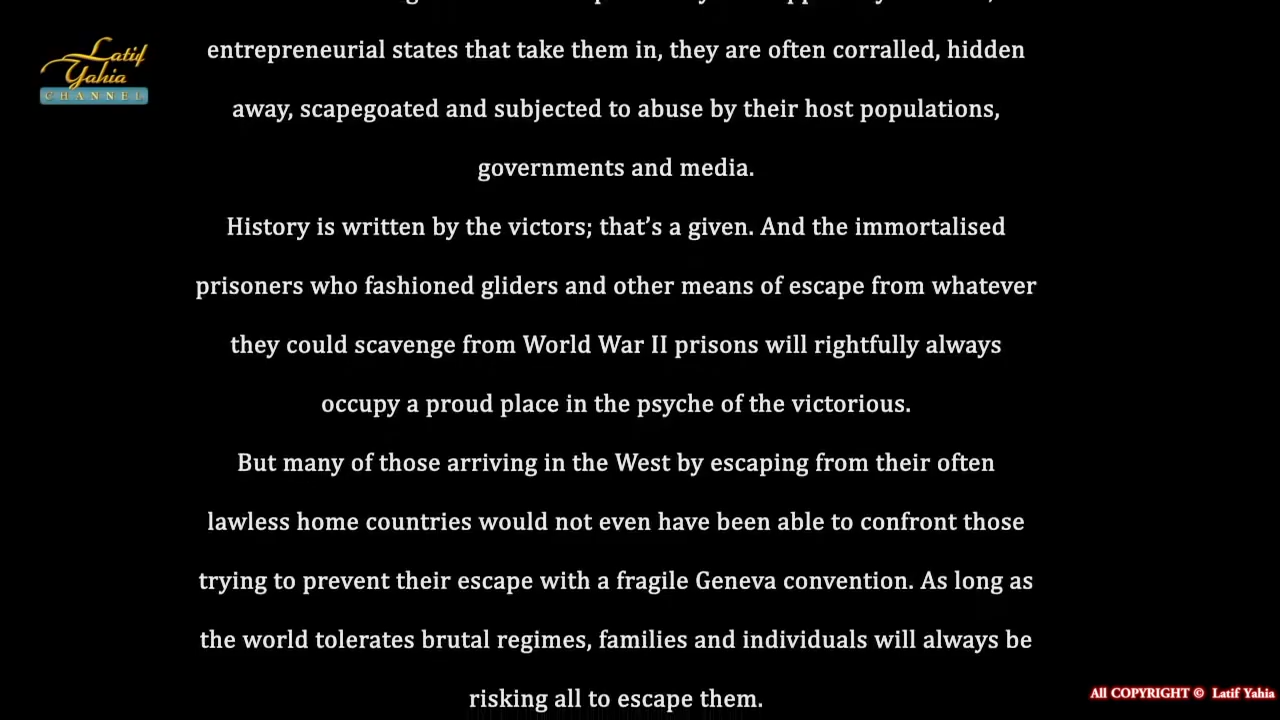 Latif
Yahia
CHANNEL
entrepreneurial states that take them in, they are often corralled, hidden
away, scapegoated and subjected to abuse by their host populations,
governments and media.
History is written by the victors; that’s a given. And the immortalised
prisoners who fashioned gliders and other means of escape from whatever
they could scavenge from World War II prisons will rightfully always
occupy a proud place in the psyche of the victorious.
But many of those arriving in the West by escaping from their often
lawless home countries would not even have been able to confront those
trying to prevent their escape with a fragile Geneva convention. As long as
the world tolerates brutal regimes, families and individuals will always be
risking all to escape them.
All COPYRIGHT © Latif Yahia